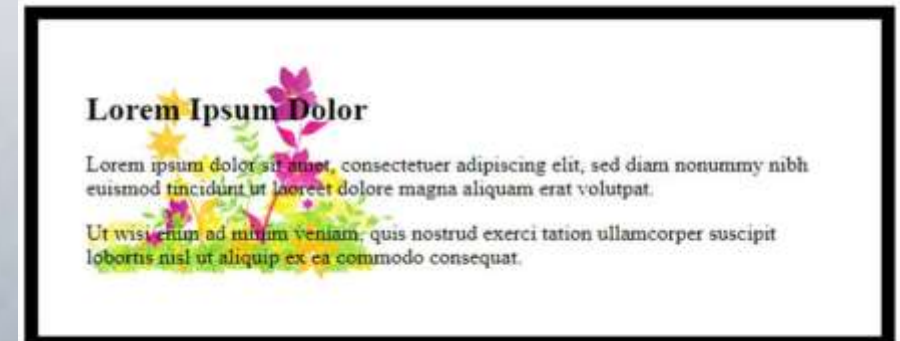 Lorem Ipsum Dolor
Lorem ipsum dolor sit amet, consectetuer adipiscing elit, sed diam nonummy nibh
euismod tincidunt ut laoreet dolore magna aliquam erat volutpat.
Ut wisi enim ad minim veniam, quis nostrud exerci tation ullamcorper suscipit
lobortis nisl ut aliquip ex ea commodo consequat.